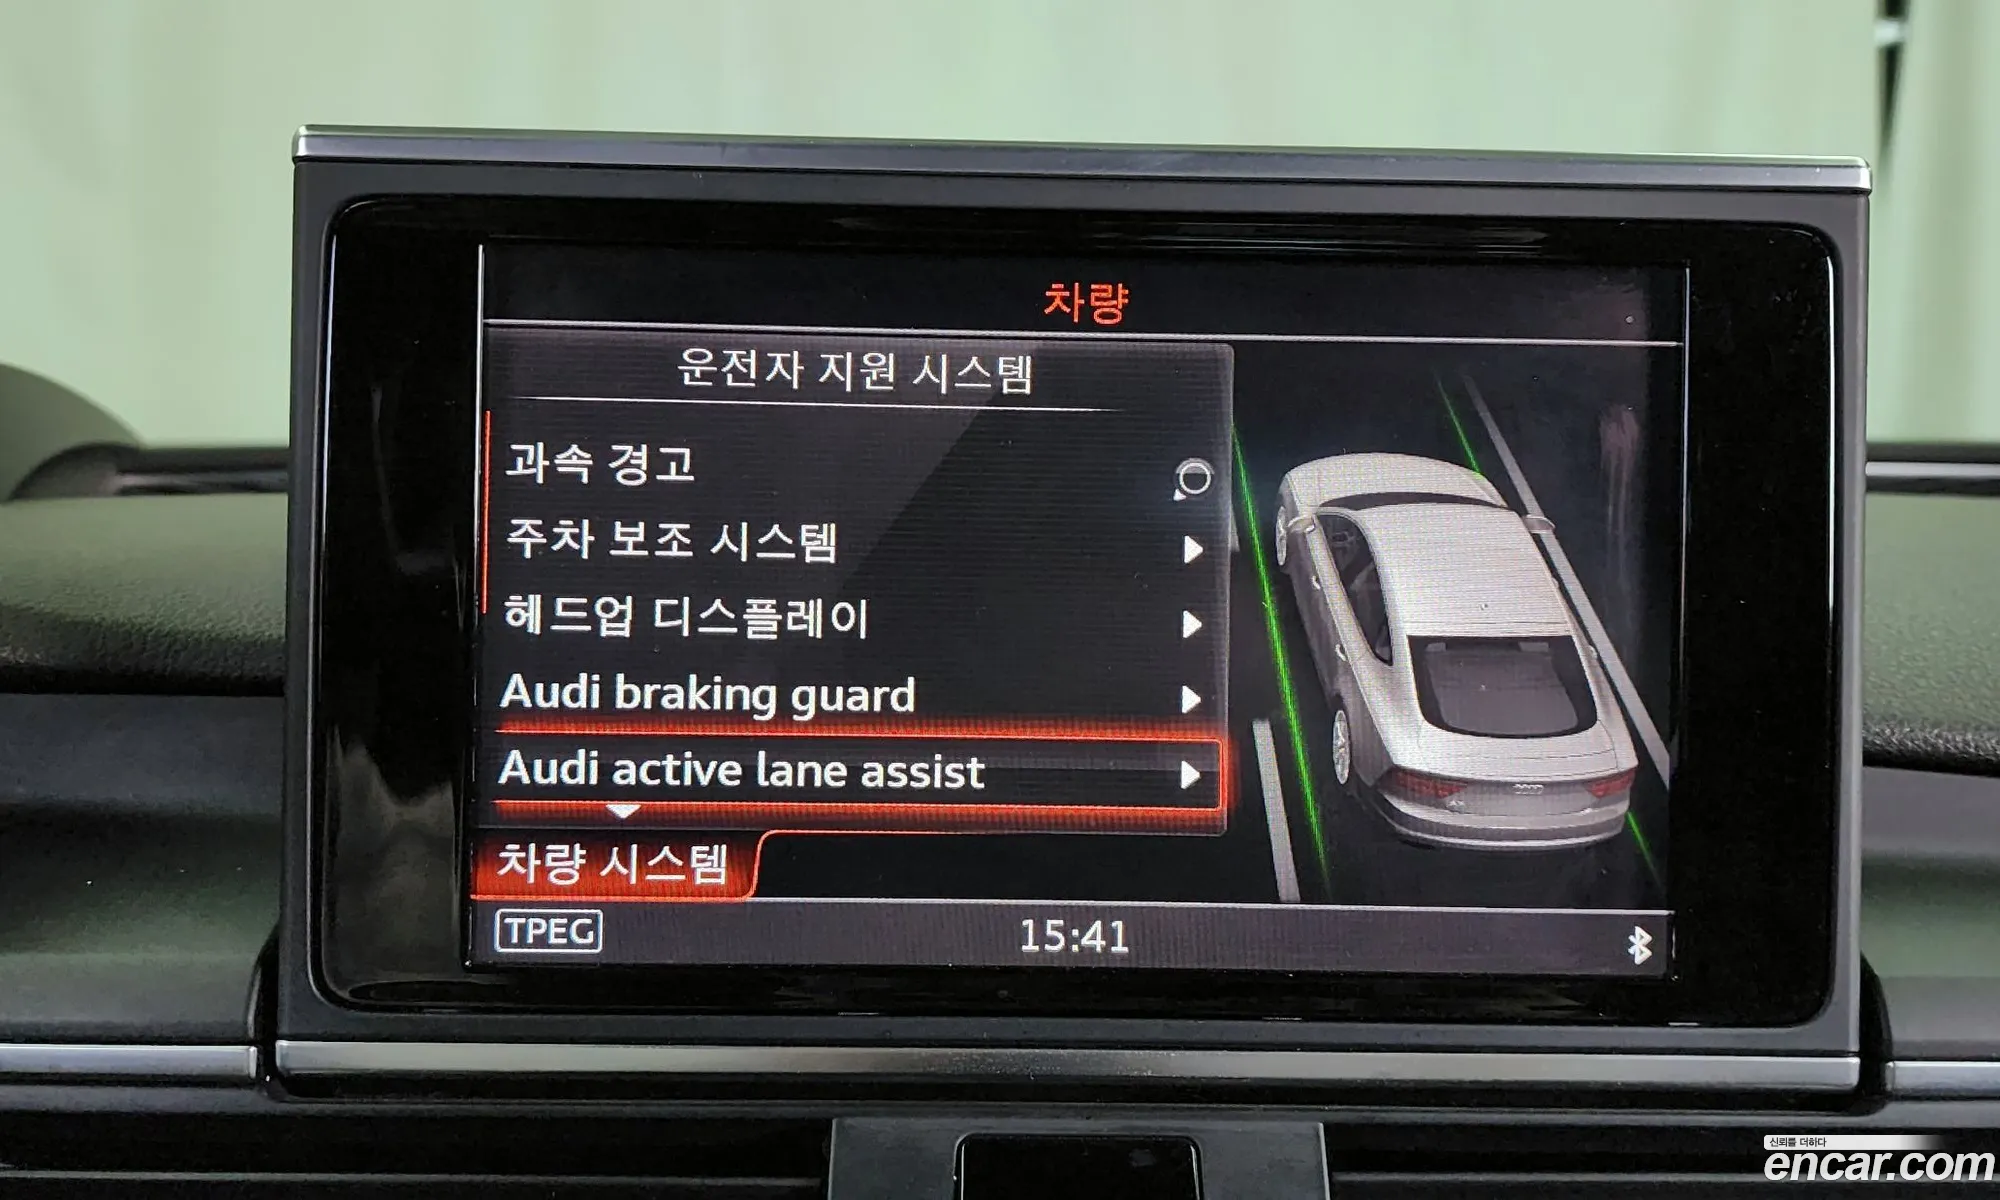 차량
운전자 지원 시스템
과속 경고
주차 보조 시스템
헤드업 디스플레이
Audi braking guard
Audi active lane assist
차량 시스템
TPEG
15:41
신뢰를 더하다
encar.com